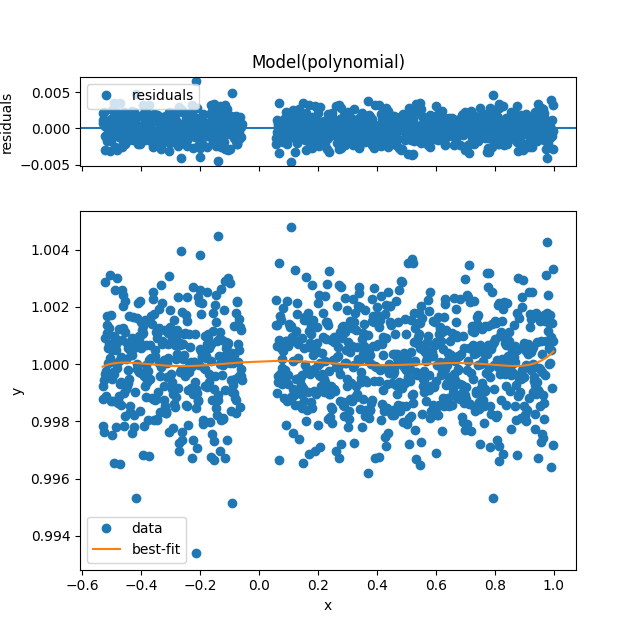 Model(polynomial)
residuals
0.005
0.000
−0.005
residuals
1.004
1.002
1.000
0.998
0.996
0.994
y
data
best-fit
−0.6 −0.4 −0.2 0.0 0.2 0.4 0.6 0.8 1.0
x